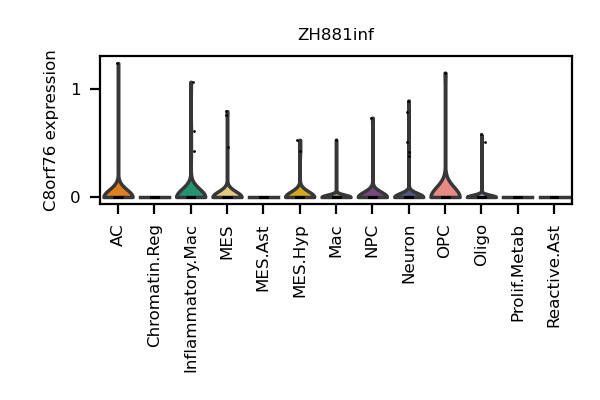 ZH881inf
C8orf76 expression
1
0
AC
Chromatin.Reg
Inflammatory.Mac
MES
MES.Ast
MES.Hyp
Mac
NPC
Neuron
OPC
Oligo
Prolif.Metab
Reactive.Ast